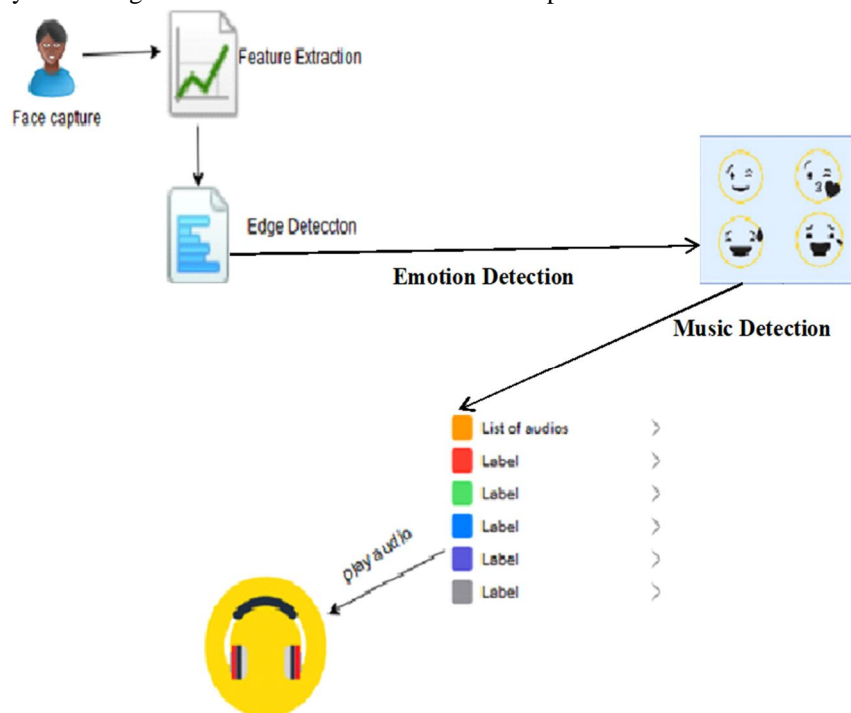 Feature Extraction
Face capture
Edge Deteccton
Emotion Detection
Music Detection
List of audios
Label
Label
Label
Label
Label
play audio